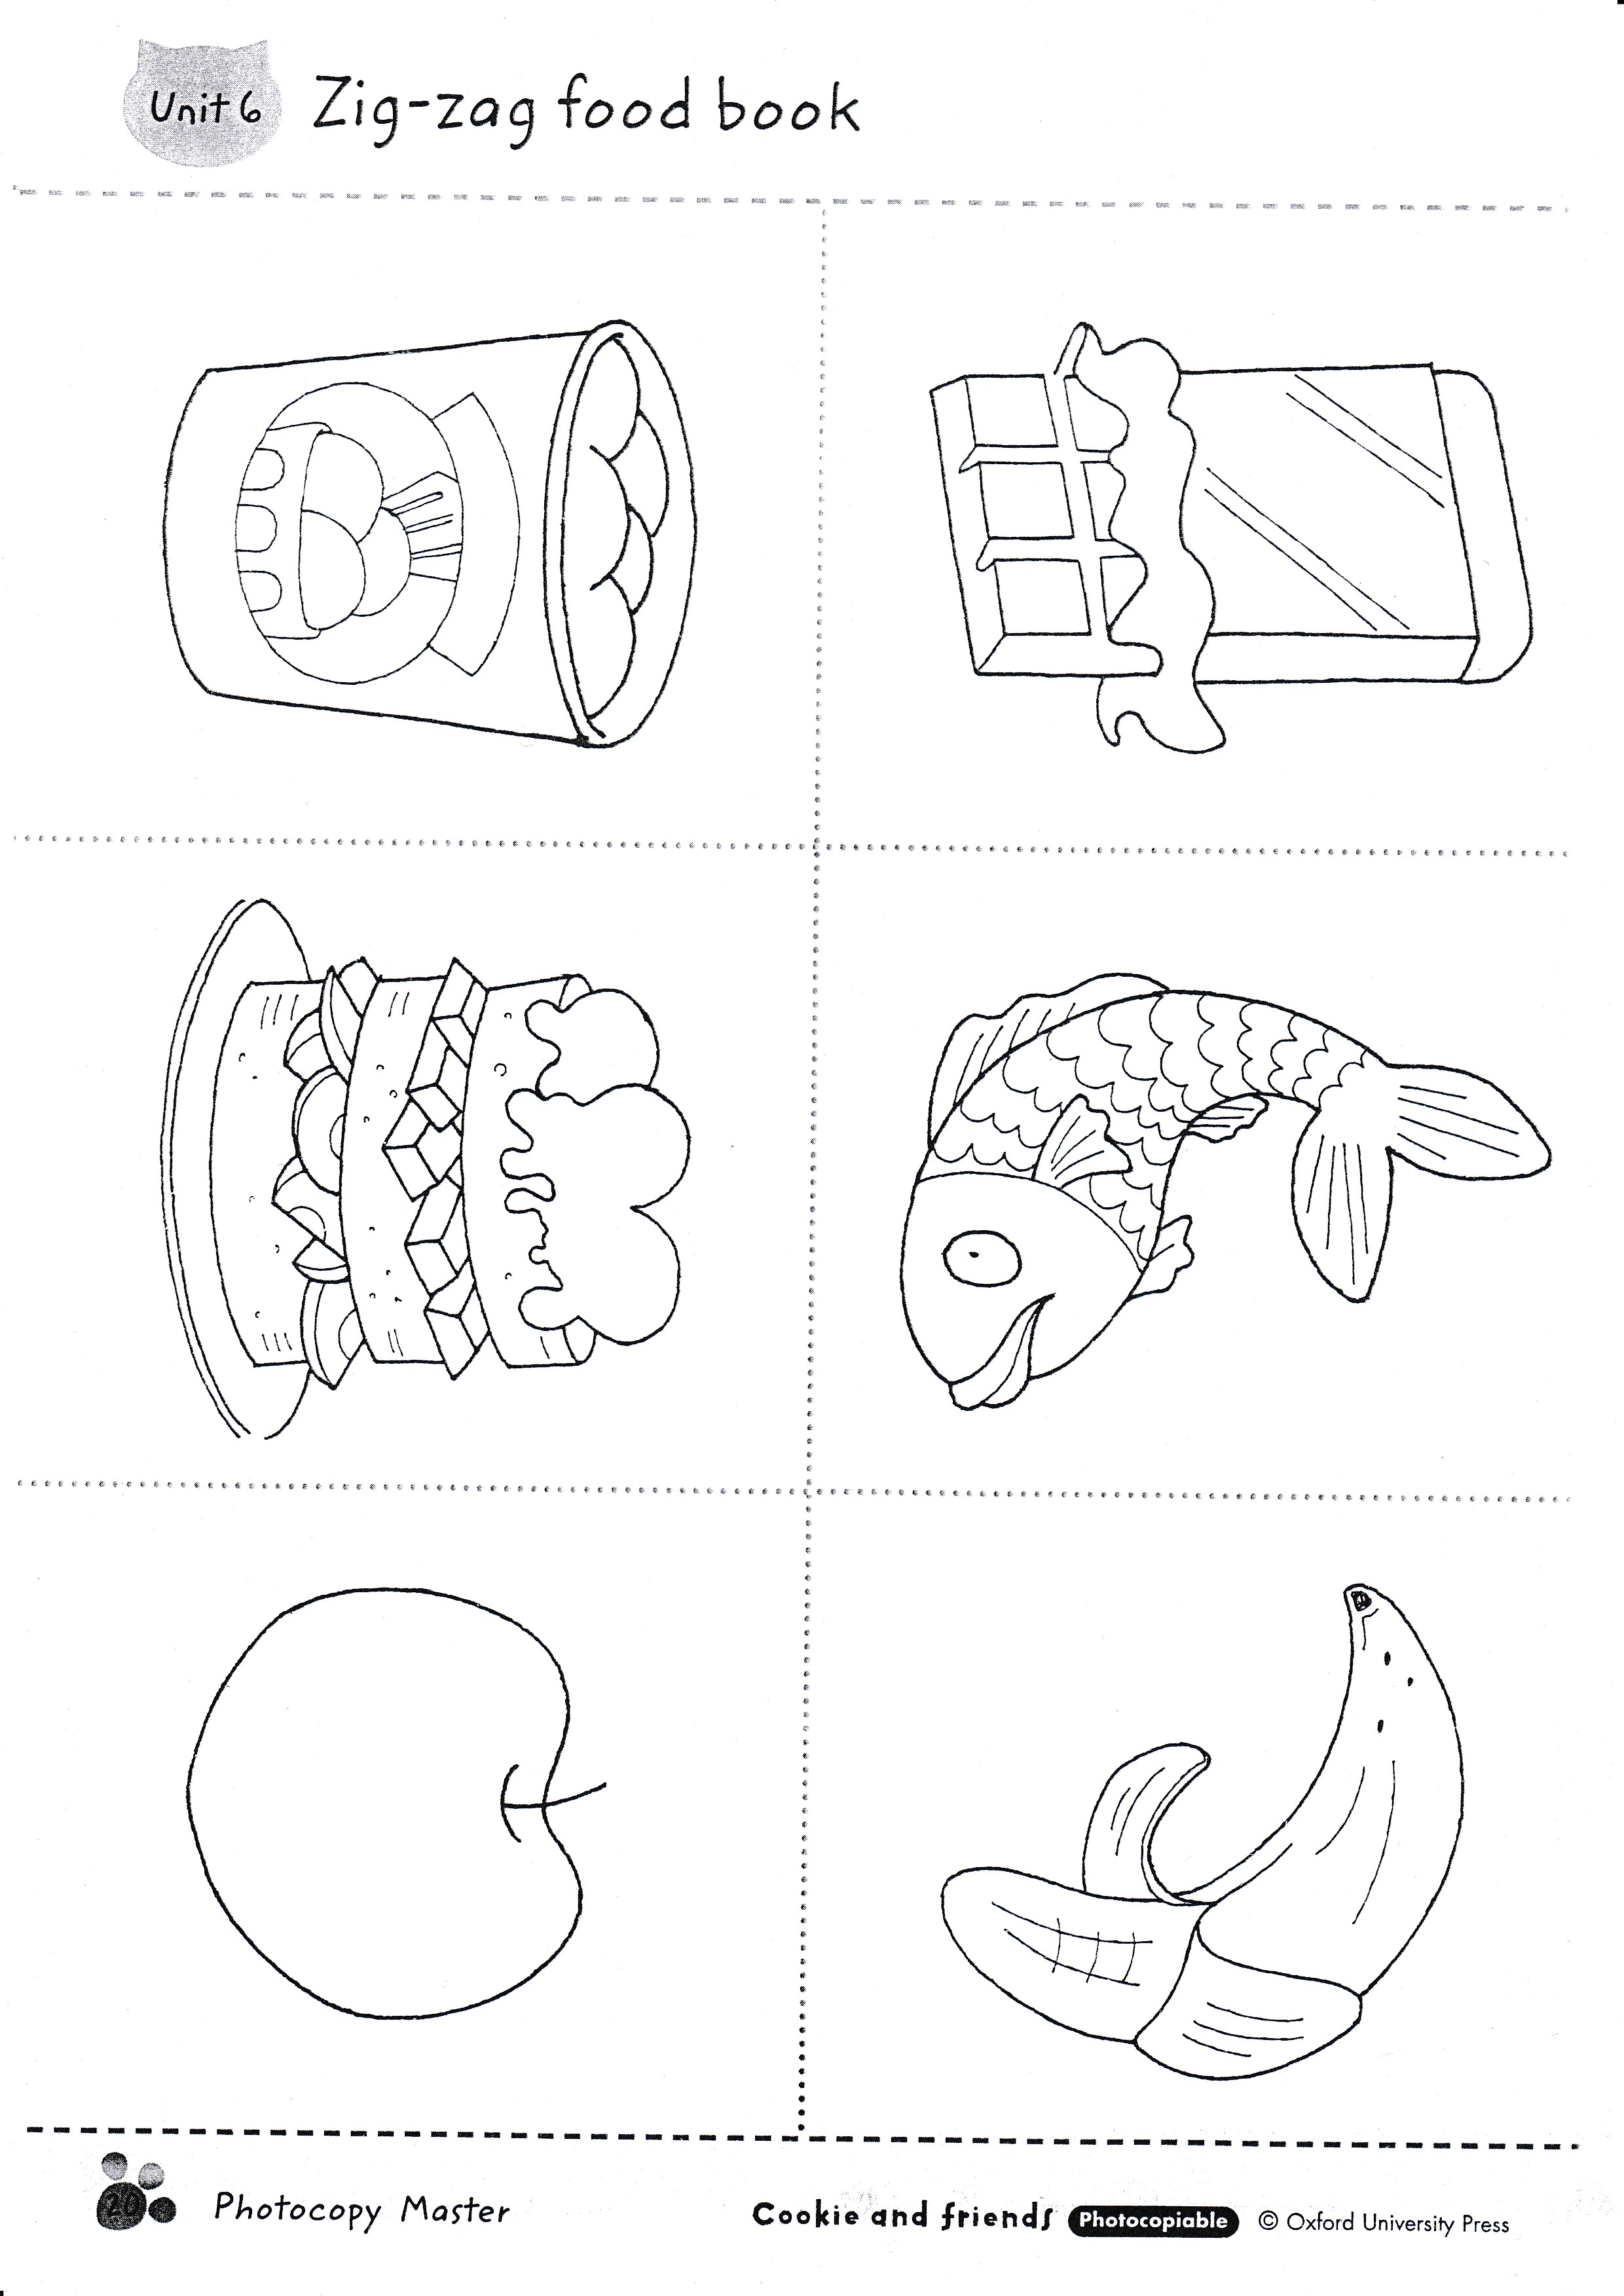 Unit 6
Zig-zag food book
20
Photocopy Master
Cookie and friends Photocopiable © Oxford University Press